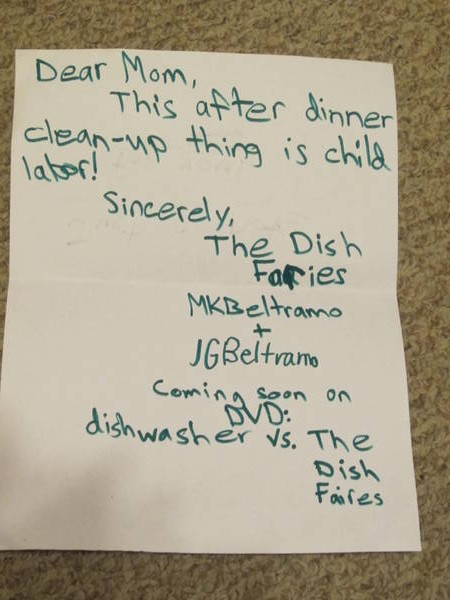 Dear Mom,
This after dinner
clean-up thing is child
labor!
Sincerely,
The Dish
Faries
MKBeltramo
+
JGBeltramo
Coming soon on
DVD:
dishwasher vs. The
Dish
Faires